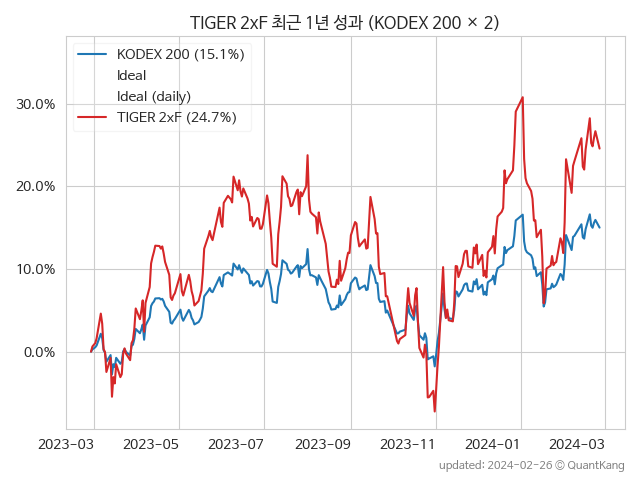 TIGER 2xF 최근 1년 성과 (KODEX 200 × 2)
KODEX 200 (15.1%)
Ideal
Ideal (daily)
TIGER 2xF (24.7%)
30.0%
20.0%
10.0%
0.0%
2023-03 2023-05 2023-07 2023-09 2023-11 2024-01 2024-03
updated: 2024-02-26 ⓒ QuantKang